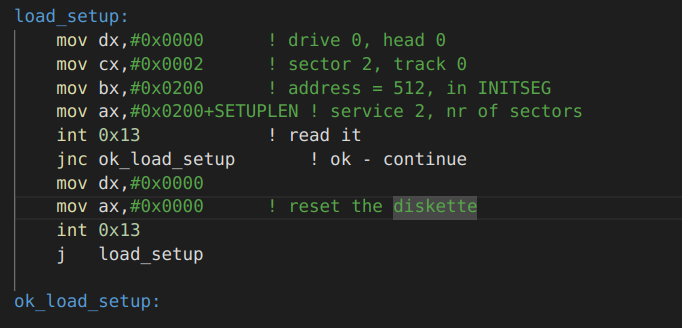 load_setup:
    mov dx,#0x0000      ! drive 0, head 0
    mov cx,#0x0002      ! sector 2, track 0
    mov bx,#0x0200      ! address = 512, in INITSEG
    mov ax,#0x0200+SETUPLEN ! service 2, nr of sectors
    int 0x13            ! read it
    jnc ok_load_setup       ! ok - continue
    mov dx,#0x0000
    mov ax,#0x0000      ! reset the diskette
    int 0x13
    j   load_setup

ok_load_setup: